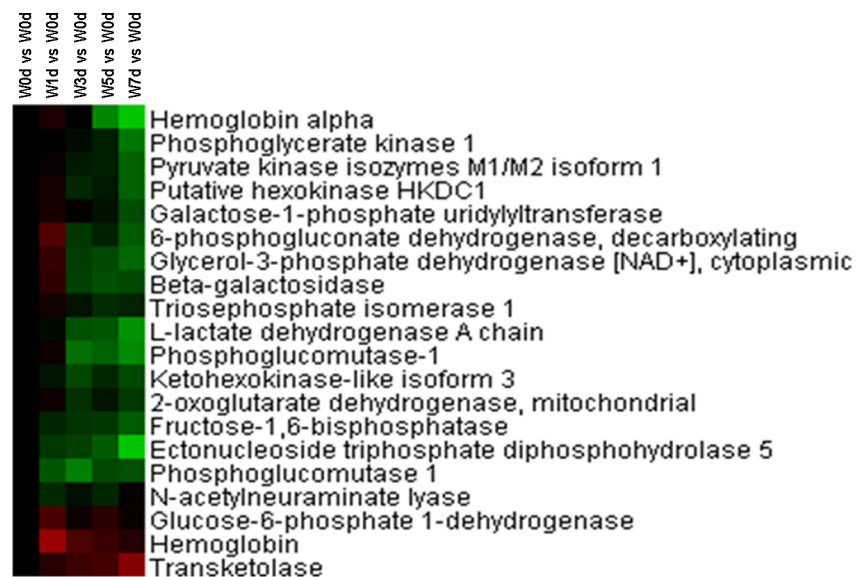 W0d vs W0d
W1d vs W0d
W3d vs W0d
W5d vs W0d
W7d vs W0d
Hemoglobin alpha
Phosphoglycerate kinase 1
Pyruvate kinase isozymes M1/M2 isoform 1
Putative hexokinase HKDC1
Galactose-1-phosphate uridylyltransferase
6-phosphogluconate dehydrogenase, decarboxylating
Glycerol-3-phosphate dehydrogenase [NAD+], cytoplasmic
Beta-galactosidase
Triosephosphate isomerase 1
L-lactate dehydrogenase A chain
Phosphoglucomutase-1
Ketohexokinase-like isoform 3
2-oxoglutarate dehydrogenase, mitochondrial
Fructose-1,6-bisphosphatase
Ectonucleoside triphosphate diphosphohydrolase 5
Phosphoglucomutase 1
N-acetylneuraminate lyase
Glucose-6-phosphate 1-dehydrogenase
Hemoglobin
Transketolase